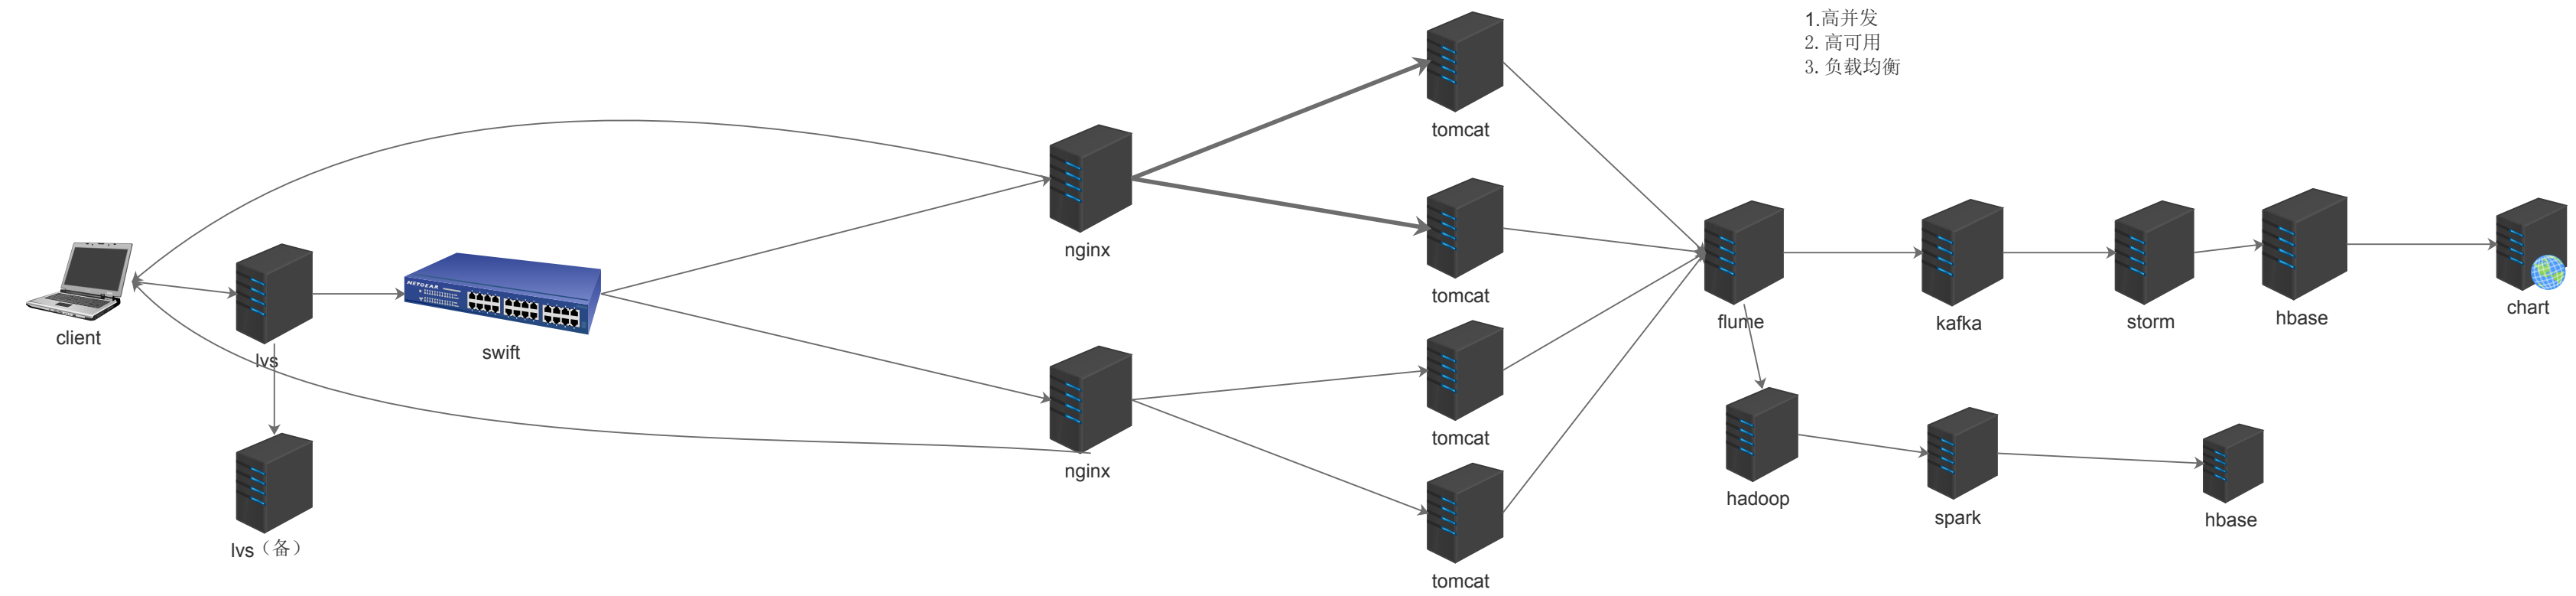 1.高并发
2. 高可用
3. 负载均衡
tomcat
nginx
tomcat
client
lvs
NETGEAR
swift
flume
kafka
storm
hbase
chart
tomcat
nginx
hadoop
spark
hbase
lvs（备）
tomcat